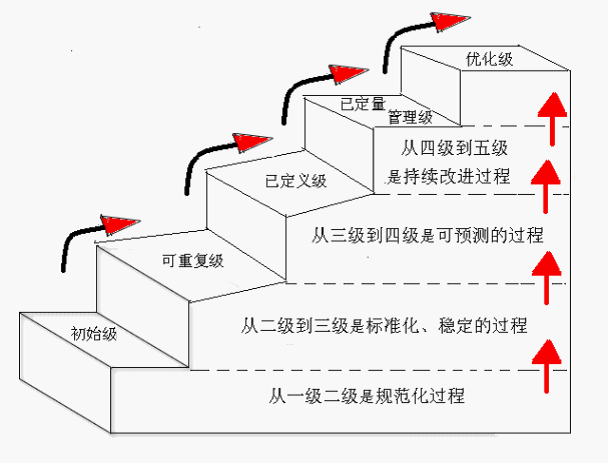 优化级
已定量
管理级
从四级到五级
是持续改进过程
已定义级
从三级到四级是可预测的过程
可重复级
从二级到三级是标准化、稳定的过程
初始级
从一级二级是规范化过程